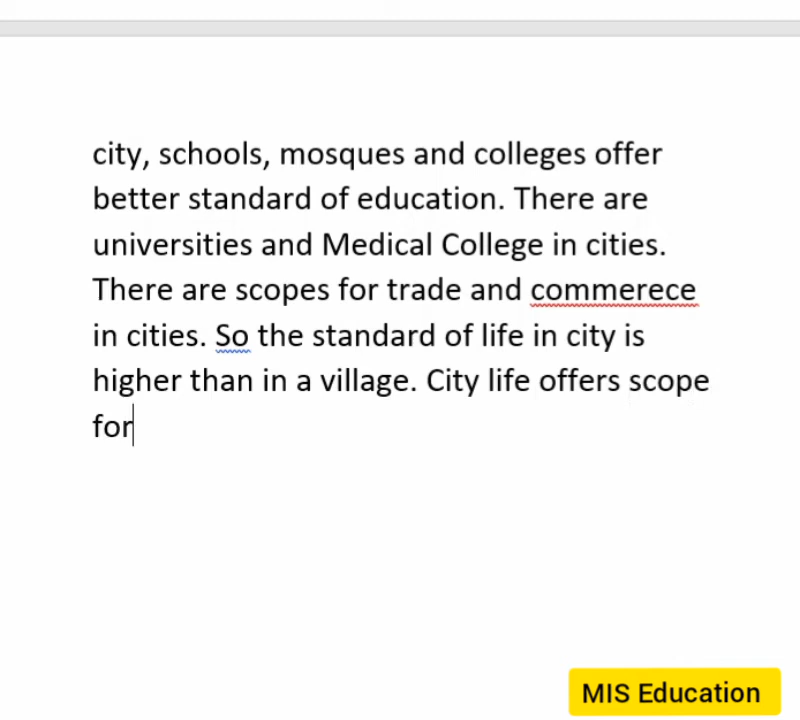 city, schools, mosques and colleges offer
better standard of education. There are
universities and Medical College in cities.
There are scopes for trade and commerece
in cities. So the standard of life in city is
higher than in a village. City life offers scope
for
MIS Education